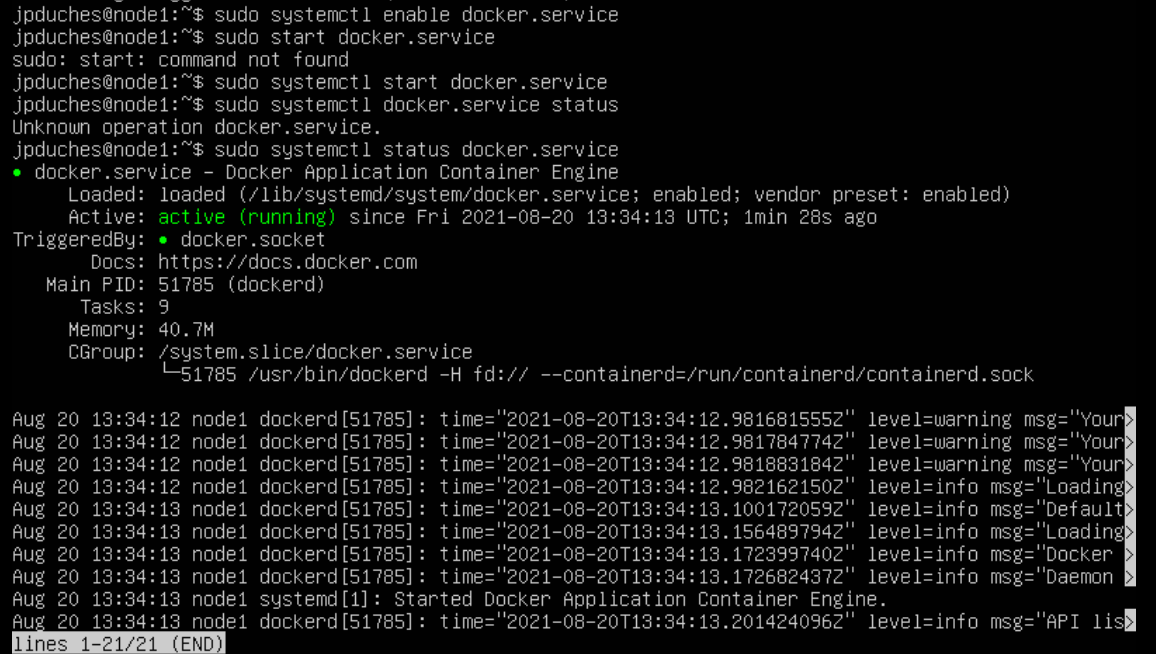 jpduches@node1:~$ sudo systemctl enable docker.service
jpduches@node1:~$ sudo start docker.service
sudo: start: command not found
jpduches@node1:~$ sudo systemctl start docker.service
jpduches@node1:~$ sudo systemctl docker.service status
Unknown operation docker.service.
jpduches@node1:~$ sudo systemctl status docker.service
● docker.service - Docker Application Container Engine
     Loaded: loaded (/lib/systemd/system/docker.service; enabled; vendor preset: enabled)
     Active: active (running) since Fri 2021-08-20 13:34:13 UTC; 1min 28s ago
TriggeredBy: ● docker.socket
       Docs: https://docs.docker.com
   Main PID: 51785 (dockerd)
      Tasks: 9
     Memory: 40.7M
     CGroup: /system.slice/docker.service
             └─51785 /usr/bin/dockerd -H fd:// --containerd=/run/containerd/containerd.sock
Aug 20 13:34:12 node1 dockerd[51785]: time="2021-08-20T13:34:12.981681555Z" level=warning msg="Your>
Aug 20 13:34:12 node1 dockerd[51785]: time="2021-08-20T13:34:12.981784774Z" level=warning msg="Your>
Aug 20 13:34:12 node1 dockerd[51785]: time="2021-08-20T13:34:12.981883184Z" level=warning msg="Your>
Aug 20 13:34:12 node1 dockerd[51785]: time="2021-08-20T13:34:12.982162150Z" level=info msg="Loading>
Aug 20 13:34:13 node1 dockerd[51785]: time="2021-08-20T13:34:13.100172059Z" level=info msg="Default>
Aug 20 13:34:13 node1 dockerd[51785]: time="2021-08-20T13:34:13.156489794Z" level=info msg="Loading>
Aug 20 13:34:13 node1 dockerd[51785]: time="2021-08-20T13:34:13.172399740Z" level=info msg="Docker >
Aug 20 13:34:13 node1 dockerd[51785]: time="2021-08-20T13:34:13.172682437Z" level=info msg="Daemon >
Aug 20 13:34:13 node1 systemd[1]: Started Docker Application Container Engine.
Aug 20 13:34:13 node1 dockerd[51785]: time="2021-08-20T13:34:13.201424096Z" level=info msg="API lis>
lines 1-21/21 (END)